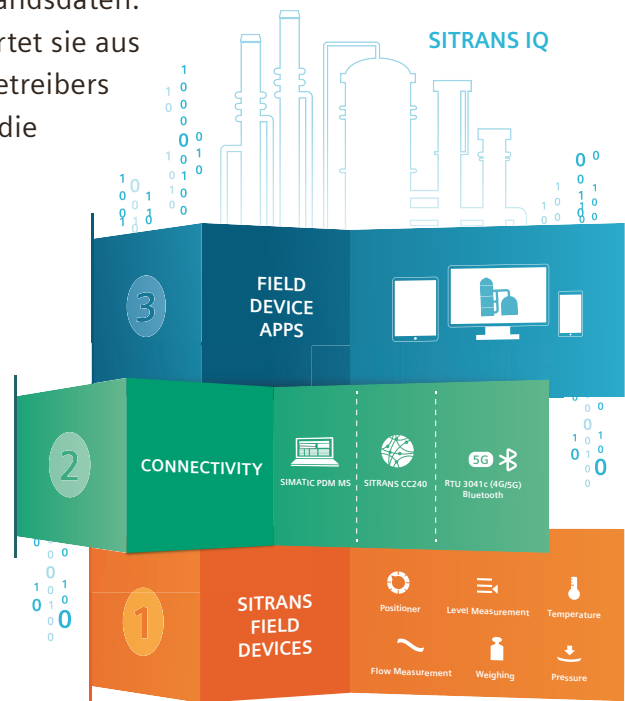 andsdaten.
rtet sie aus
etreibers
die
SITRANS IQ
3
FIELD
DEVICE
APPS
2
CONNECTIVITY
SIMATIC PDM MS
SITRANS CC240
5G
RTU 3041c (4G/5G)
Bluetooth
1
SITRANS
FIELD
DEVICES
Positioner
Level Measurement
Temperature
Flow Measurement
Weighing
Pressure